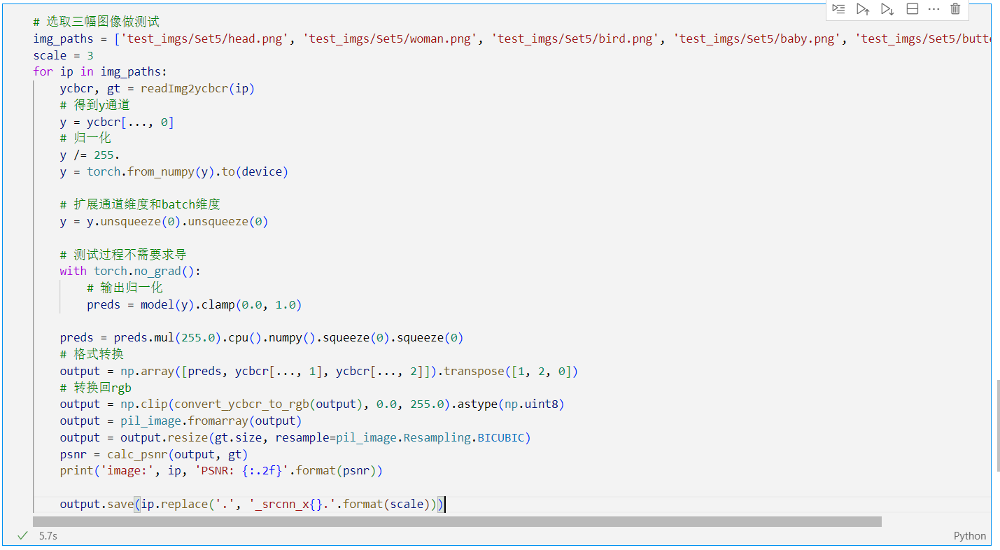 # 选取三幅图像做测试
img_paths = ['test_imgs/Set5/head.png', 'test_imgs/Set5/woman.png', 'test_imgs/Set5/bird.png', 'test_imgs/Set5/baby.png', 'test_imgs/Set5/butte
scale = 3
for ip in img_paths:
    ycbcr, gt = readImg2ycbcr(ip)
    # 得到y通道
    y = ycbcr[..., 0]
    # 归一化
    y /= 255.
    y = torch.from_numpy(y).to(device)
    # 扩展通道维度和batch维度
    y = y.unsqueeze(0).unsqueeze(0)
    # 测试过程不需要求导
    with torch.no_grad():
        # 输出归一化
        preds = model(y).clamp(0.0, 1.0)
    preds = preds.mul(255.0).cpu().numpy().squeeze(0).squeeze(0)
    # 格式转换
    output = np.array([preds, ycbcr[..., 1], ycbcr[..., 2]]).transpose([1, 2, 0])
    # 转换回rgb
    output = np.clip(convert_ycbcr_to_rgb(output), 0.0, 255.0).astype(np.uint8)
    output = pil_image.fromarray(output)
    output = output.resize(gt.size, resample=pil_image.Resampling.BICUBIC)
    psnr = calc_psnr(output, gt)
    print('image:', ip, 'PSNR: {:.2f}'.format(psnr))
    output.save(ip.replace('.', '_srcnn_x{}.'.format(scale)))
5.7s
Python